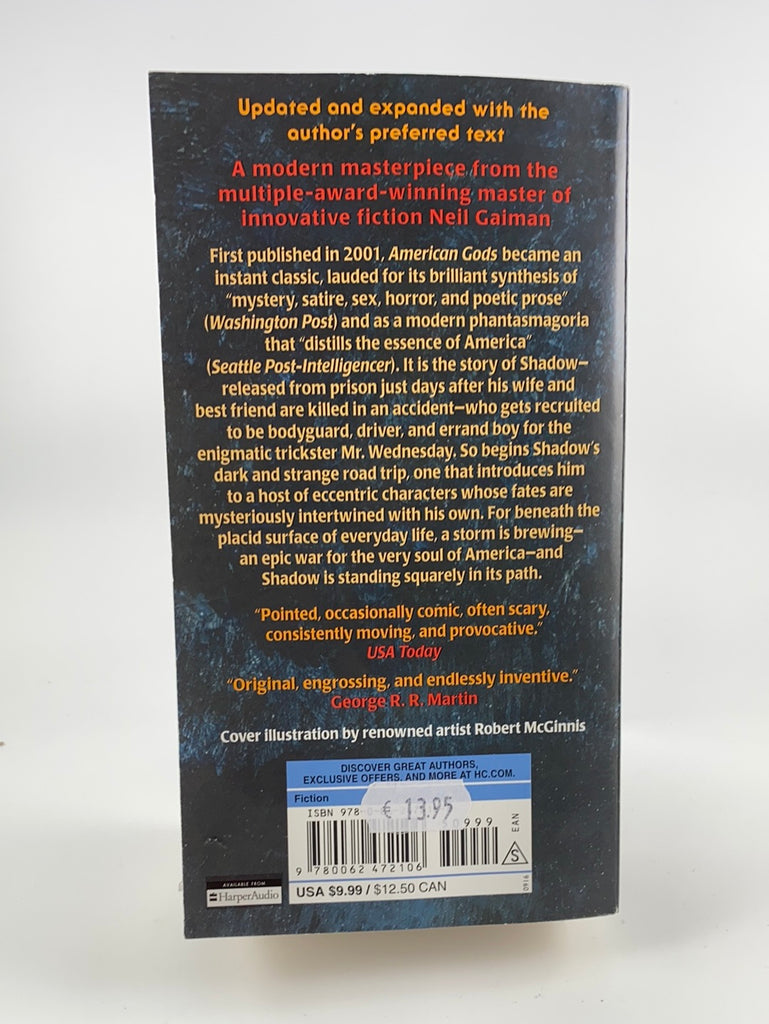 Updated and expanded with the
author's preferred text
A modern masterpiece from the
multiple-award-winning master of
innovative fiction Neil Gaiman
First published in 2001, American Gods became an
instant classic, lauded for its brilliant synthesis of
"mystery, satire, sex, horror, and poetic prose"
(Washington Post) and as a modern phantasmagoria
that "distills the essence of America"
(Seattle Post-Intelligencer). It is the story of Shadow—
released from prison just days after his wife and
best friend are killed in an accident—who gets recruited
to be bodyguard, driver, and errand boy for the
enigmatic trickster Mr. Wednesday. So begins Shadow's
dark and strange road trip, one that introduces him
to a host of eccentric characters whose fates are
mysteriously intertwined with his own. For beneath the
placid surface of everyday life, a storm is brewing—
an epic war for the very soul of America—and
Shadow is standing squarely in its path.
"Pointed, occasionally comic, often scary,
consistently moving, and provocative."
USA Today
"Original, engrossing, and endlessly inventive."
George R. R. Martin
Cover illustration by renowned artist Robert McGinnis
DISCOVER GREAT AUTHORS,
EXCLUSIVE OFFERS, AND MORE AT HC.COM.
Fiction
ISBN 978
€ 13.95
0999
EAN
S
9 780062 472106
0916
AVAILABLE FROM
HarperAudio
USA $9.99 / $12.50 CAN